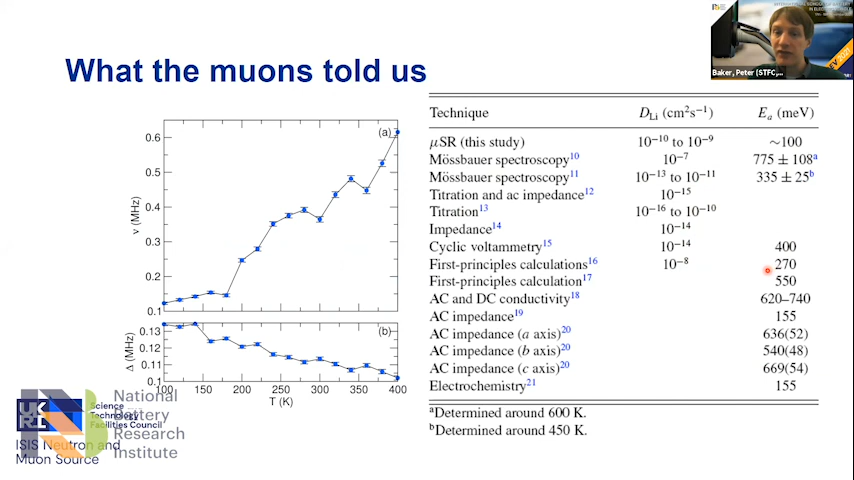 What the muons told us
Baker, Peter (STFC
(a)
0.6
0.5
0.4
0.3
0.2
0.1
ν (MHz)
(b)
0.13
0.12
0.11
0.1
Δ (MHz)
100 150 200 250 300 350 400
T (K)
Technique D_Li (cm²s⁻¹) E_a (meV)
μSR (this study) 10⁻¹⁰ to 10⁻⁹ ∼100
Mössbauer spectroscopy¹⁰ 10⁻⁷ 775 ± 108ᵃ
Mössbauer spectroscopy¹¹ 10⁻¹³ to 10⁻¹¹ 335 ± 25ᵇ
Titration and ac impedance¹² 10⁻¹⁵
Titration¹³ 10⁻¹⁶ to 10⁻¹⁰
Impedance¹⁴ 10⁻¹⁴
Cyclic voltammetry¹⁵ 10⁻¹⁴ 400
First-principles calculations¹⁶ 10⁻⁸ 270
First-principles calculation¹⁷ 550
AC and DC conductivity¹⁸ 620–740
AC impedance¹⁹ 155
AC impedance (a axis)²⁰ 636(52)
AC impedance (b axis)²⁰ 540(48)
AC impedance (c axis)²⁰ 669(54)
Electrochemistry²¹ 155
ᵃDetermined around 600 K.
ᵇDetermined around 450 K.
UKRI
Science
Technology
Facilities Council
ISIS Neutron and
Muon Source
National
Battery
Research
Institute